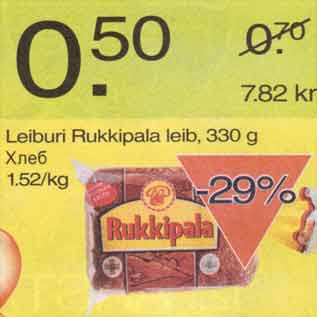 0.50
0.70
7.82 kr
Leiburi Rukkipala leib, 330 g
Хлеб
1.52/kg
-29%
Rukkipala